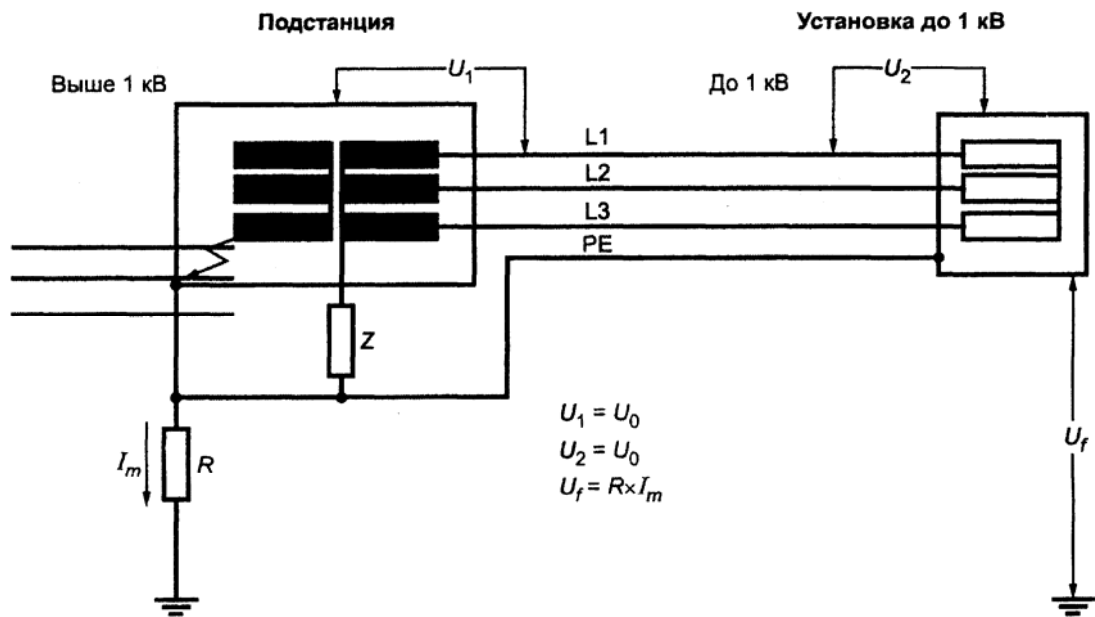 Подстанция
Установка до 1 кВ
Выше 1 кВ
U1
До 1 кВ
U2
L1
L2
L3
PE
Z
U1 = U0
U2 = U0
Uf = R×Im
Im
R
Uf